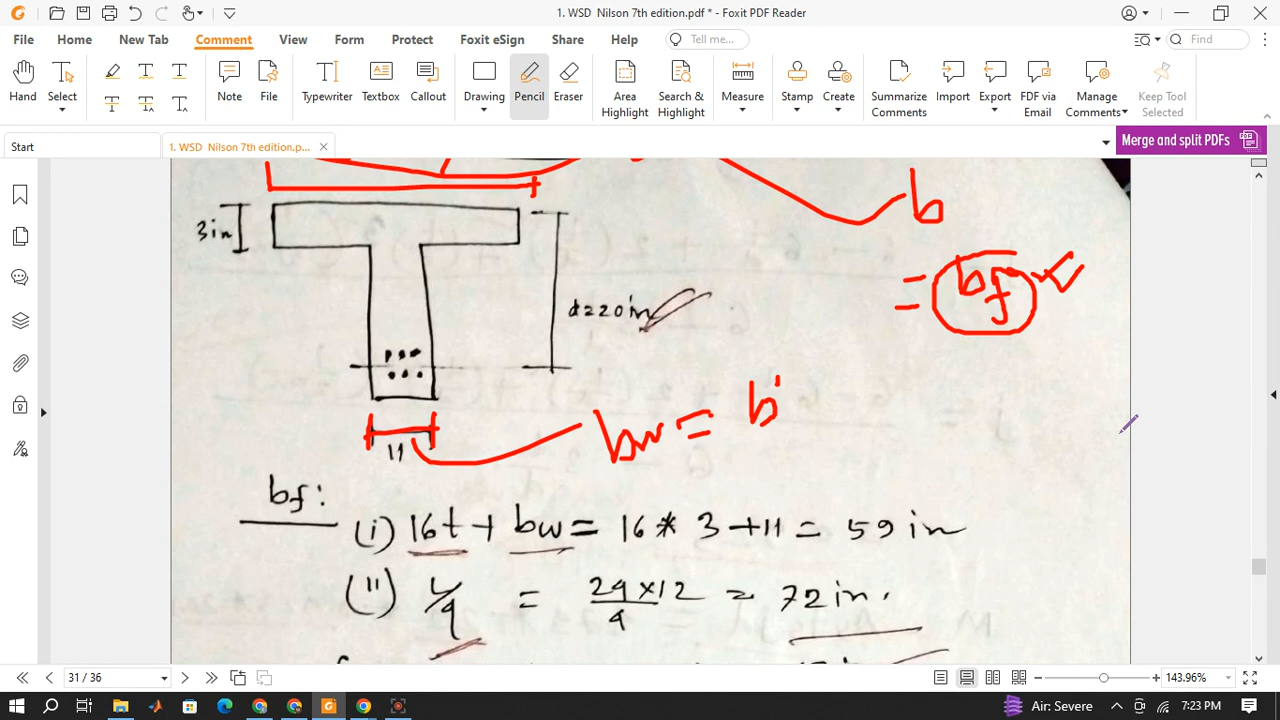 1. WSD Nilson 7th edition.pdf * - Foxit PDF Reader
File Home New Tab Comment View Form Protect Foxit eSign Share Help Tell me... Find
Hand Select Note File Typewriter Textbox Callout Drawing Pencil Eraser Area Highlight Search & Highlight Measure Stamp Create Summarize Comments Import Export FDF via Email Manage Comments Keep Tool Selected
Start 1. WSD Nilson 7th edition.p... Merge and split PDFs
b
3in
= bf
d=20in
bw = b'
11
bf:
(i) 16t + bw = 16 * 3 + 11 = 59 in
(ii) L/4 = 24×12/4 = 72 in.
31 / 36 143.96%
Air: Severe 7:23 PM